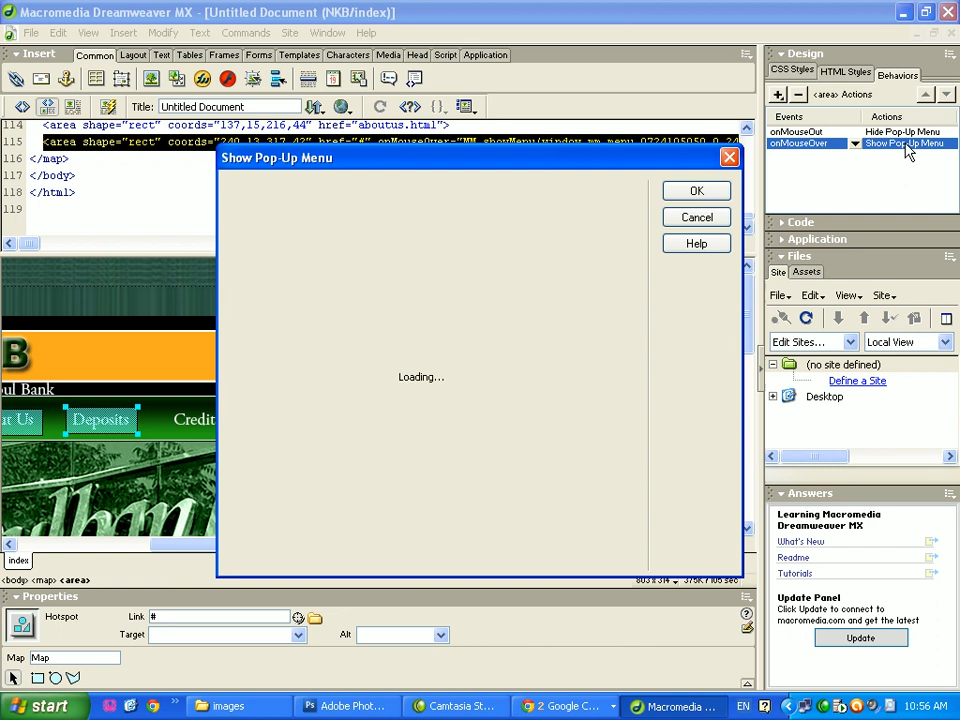 Macromedia Dreamweaver MX - [Untitled Document (NKB/index)]
File Edit View Insert Modify Text Commands Site Window Help
Insert Common Layout Text Tables Frames Forms Templates Characters Media Head Script Application
Title: Untitled Document
114 <area shape="rect" coords="137,15,216,44" href="aboutus.html">
115
116 </map>
117 </body>
118 </html>
119
Show Pop-Up Menu
OK
Cancel
Help
Loading...
B
oul Bank
ut Us Deposits Credit
index
<body> <map> <area>
803 x 314 375K / 105 sec
Properties
Hotspot Link #
Target Alt
Map Map
Design
CSS Styles HTML Styles Behaviors
<area> Actions
Events Actions
onMouseOut Hide Pop-Up Menu
onMouseOver Show Pop-Up Menu
Code
Application
Files
Site Assets
File Edit View Site
Edit Sites... Local View
(no site defined)
Define a Site
Desktop
Answers
Learning Macromedia
Dreamweaver MX
What's New
Readme
Tutorials
Update Panel
Click Update to connect to
macromedia.com and get the latest
Update
start images Adobe Phot... Camtasia St... 2 Google C... Macromedia ... EN 10:56 AM